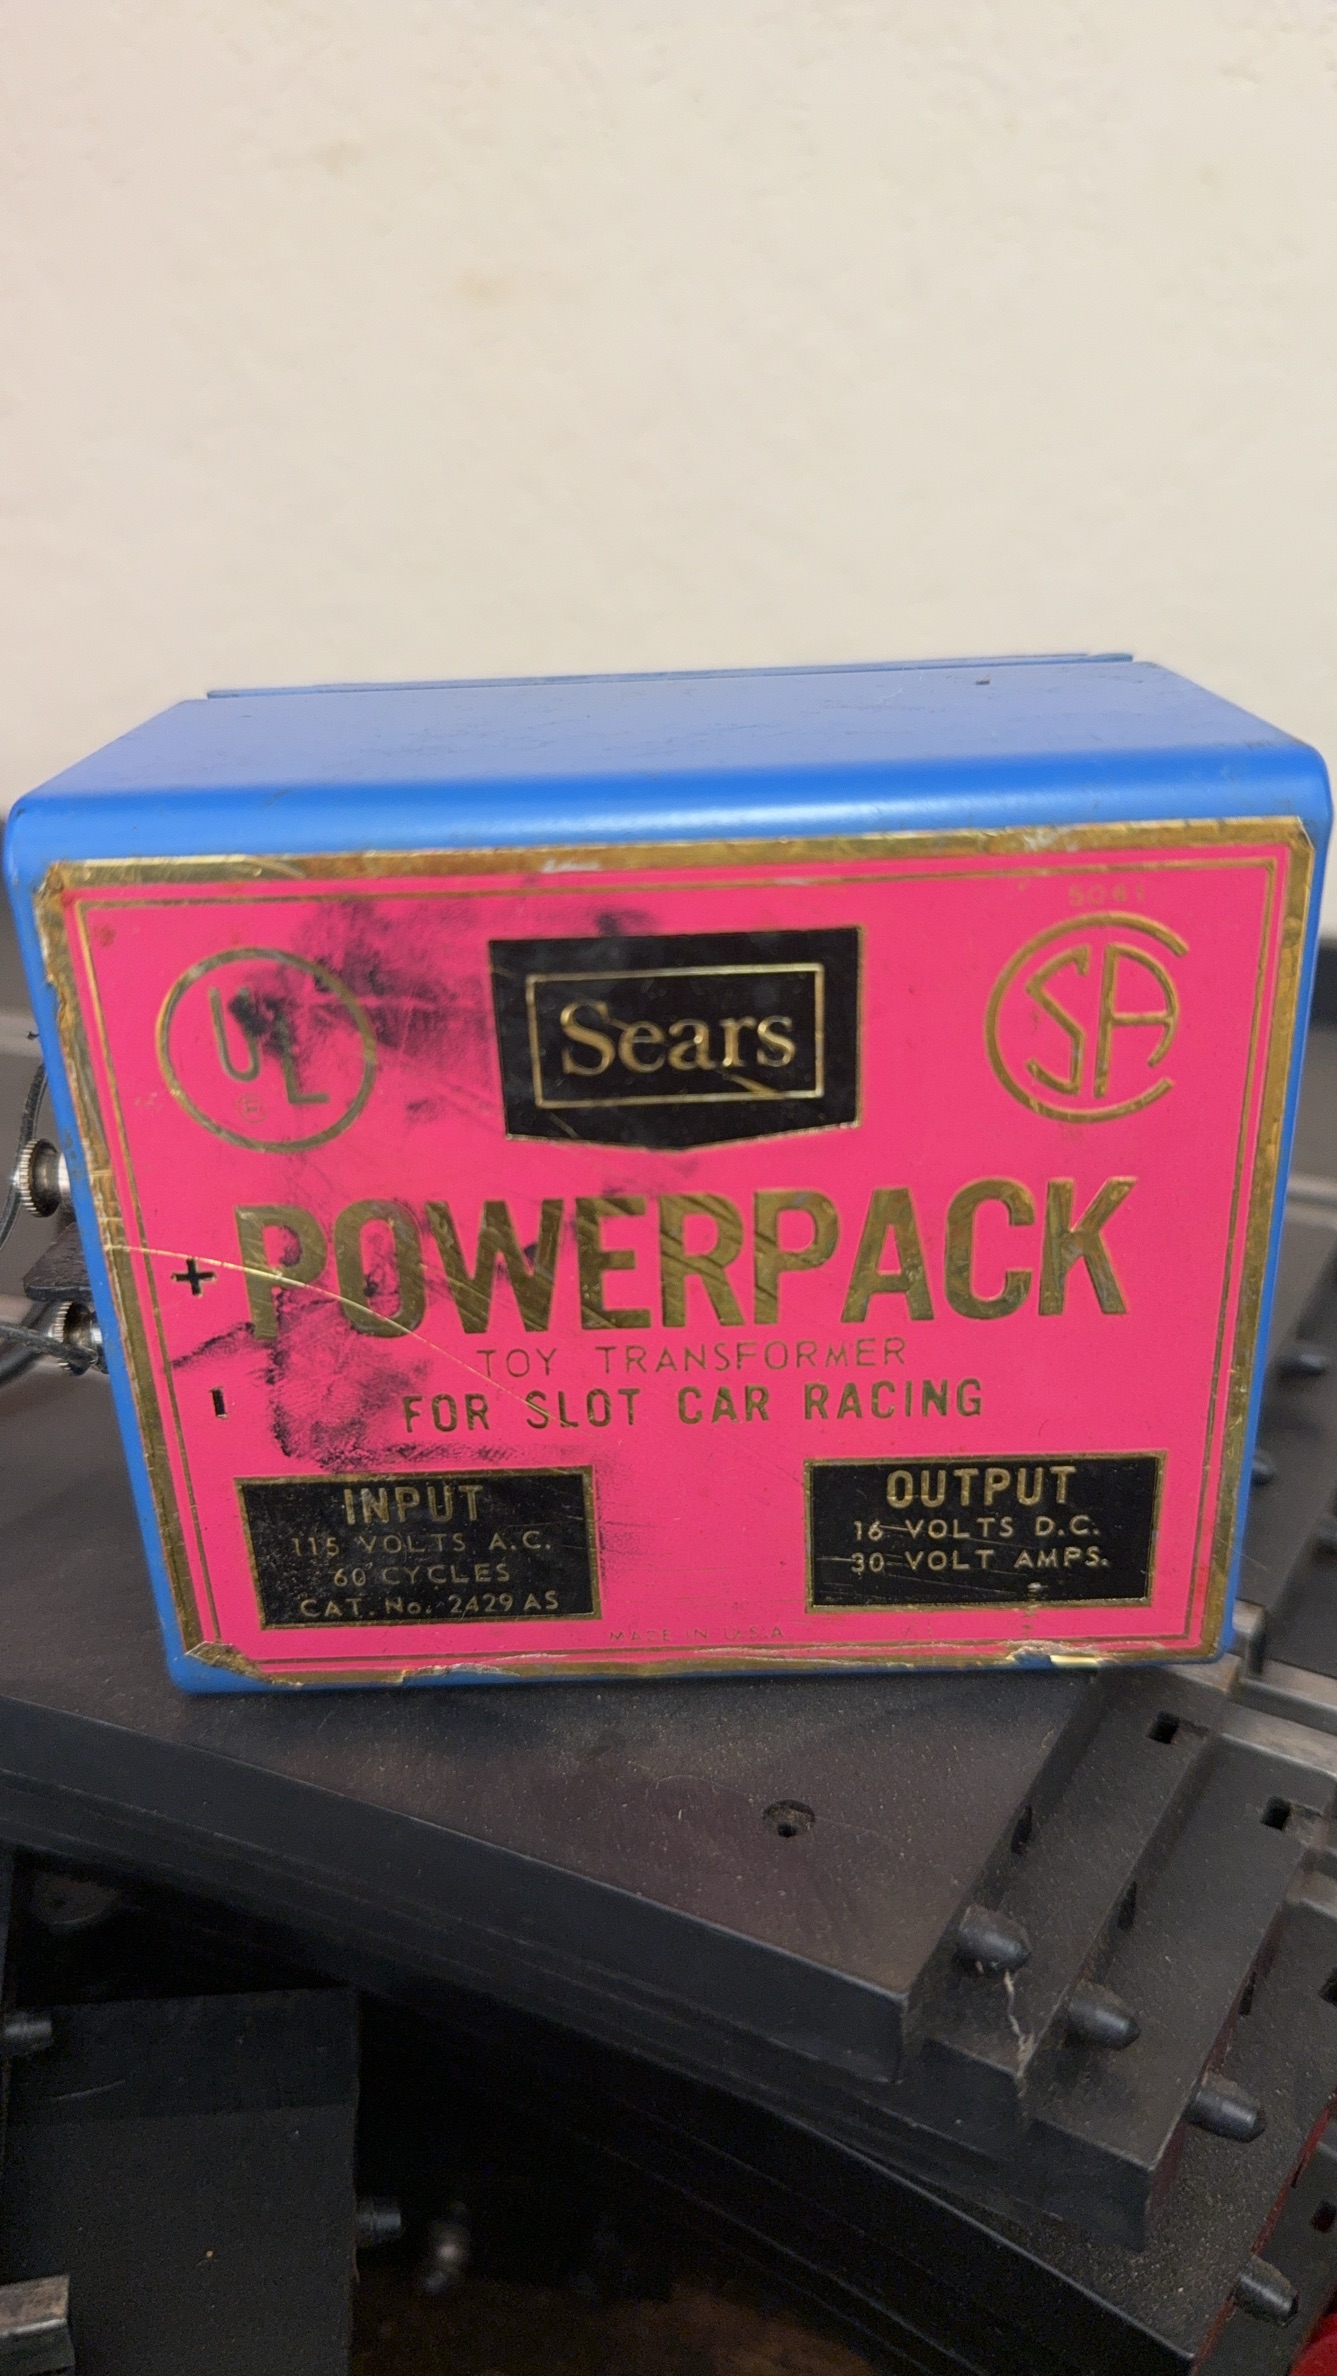 5041
UL
®
Sears
SA
POWERPACK
+
TOY TRANSFORMER
-
FOR SLOT CAR RACING
INPUT
115 VOLTS A.C.
60 CYCLES
CAT. No. 2429 AS
OUTPUT
16 VOLTS D.C.
30 VOLT AMPS.
MADE IN U.S.A.